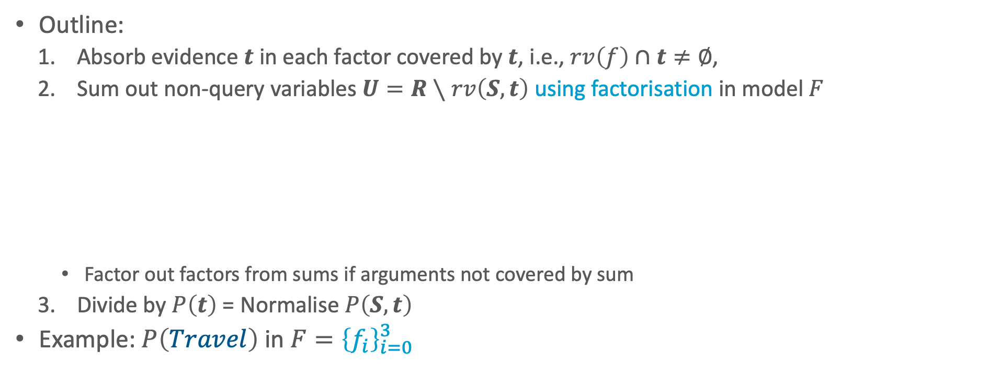 • Outline:
1. Absorb evidence t in each factor covered by t, i.e., rv(f) ∩ t ≠ ∅,
2. Sum out non-query variables U = R \ rv(S, t) using factorisation in model F
• Factor out factors from sums if arguments not covered by sum
3. Divide by P(t) = Normalise P(S, t)
• Example: P(Travel) in F = {f_i}_{i=0}^{3}